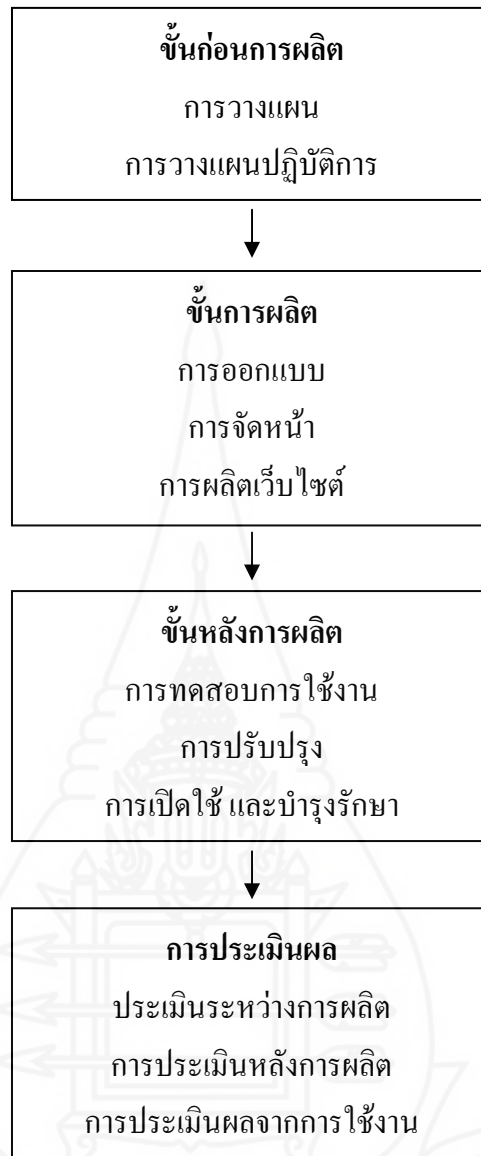 ขั้นก่อนการผลิต
การวางแผน
การวางแผนปฏิบัติการ
ขั้นการผลิต
การออกแบบ
การจัดหน้า
การผลิตเว็บไซต์
ขั้นหลังการผลิต
การทดสอบการใช้งาน
การปรับปรุง
การเปิดใช้ และบำรุงรักษา
การประเมินผล
ประเมินระหว่างการผลิต
การประเมินหลังการผลิต
การประเมินผลจากการใช้งาน